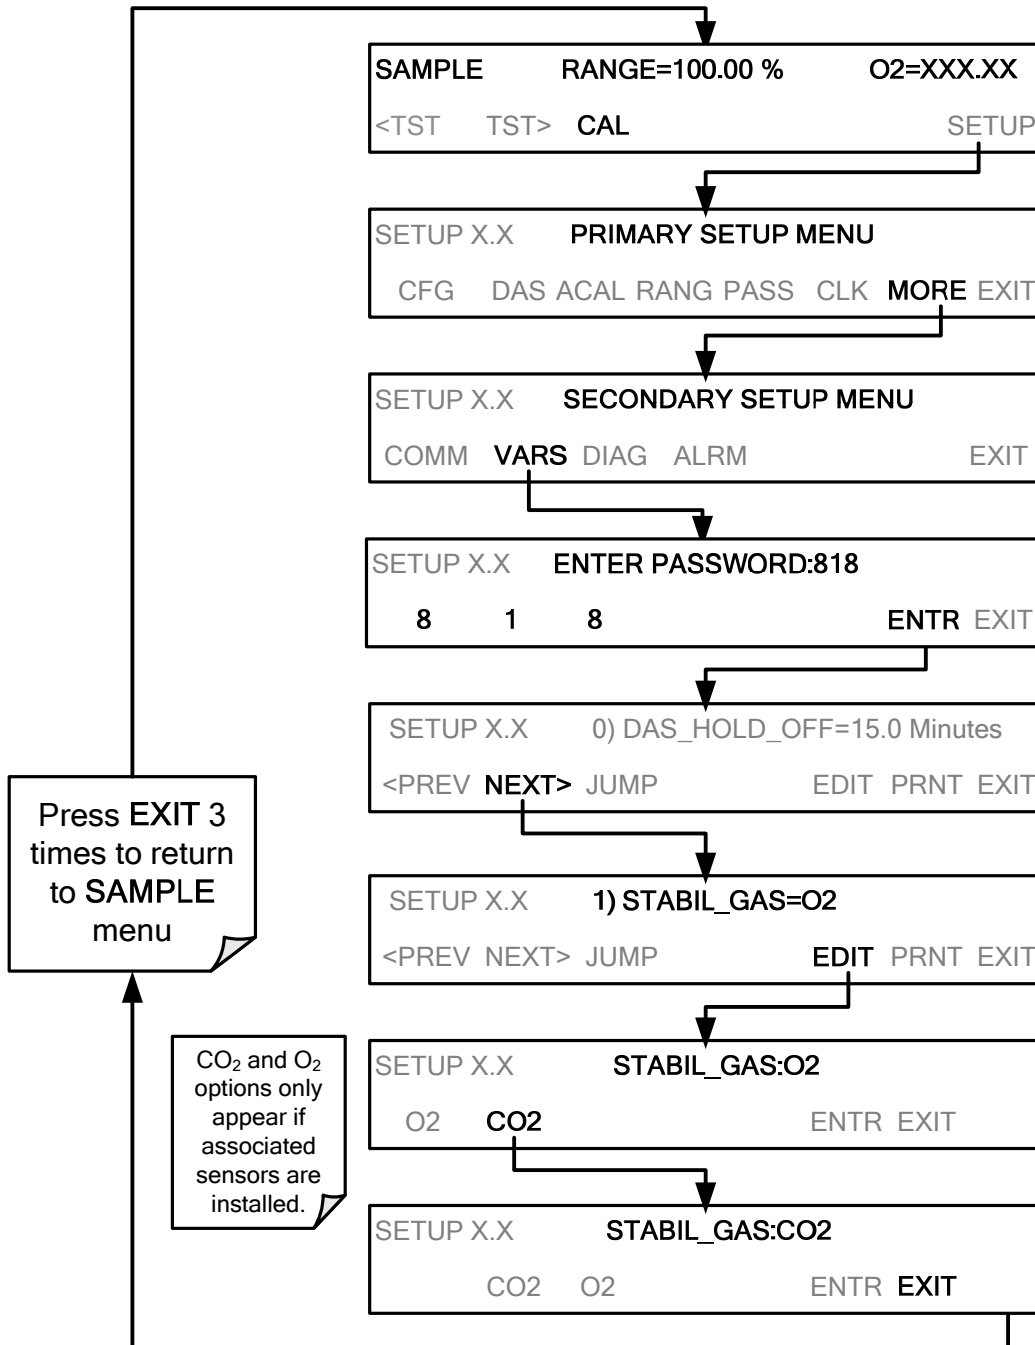 SAMPLE RANGE=100.00 % O2=XXX.XX
<TST TST> CAL SETUP
SETUP X.X PRIMARY SETUP MENU
CFG DAS ACAL RANG PASS CLK MORE EXIT
SETUP X.X SECONDARY SETUP MENU
COMM VARS DIAG ALRM EXIT
SETUP X.X ENTER PASSWORD:818
8 1 8 ENTR EXIT
SETUP X.X 0) DAS_HOLD_OFF=15.0 Minutes
<PREV NEXT> JUMP EDIT PRNT EXIT
Press EXIT 3
times to return
to SAMPLE
menu
SETUP X.X 1) STABIL_GAS=O2
<PREV NEXT> JUMP EDIT PRNT EXIT
CO₂ and O₂
options only
appear if
associated
sensors are
installed.
SETUP X.X STABIL_GAS:O2
O2 CO2 ENTR EXIT
SETUP X.X STABIL_GAS:CO2
CO2 O2 ENTR EXIT